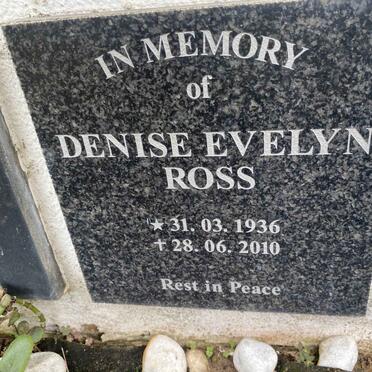 IN MEMORY
of
DENISE EVELYN
ROSS
★ 31. 03. 1936
✝ 28. 06. 2010
Rest in Peace